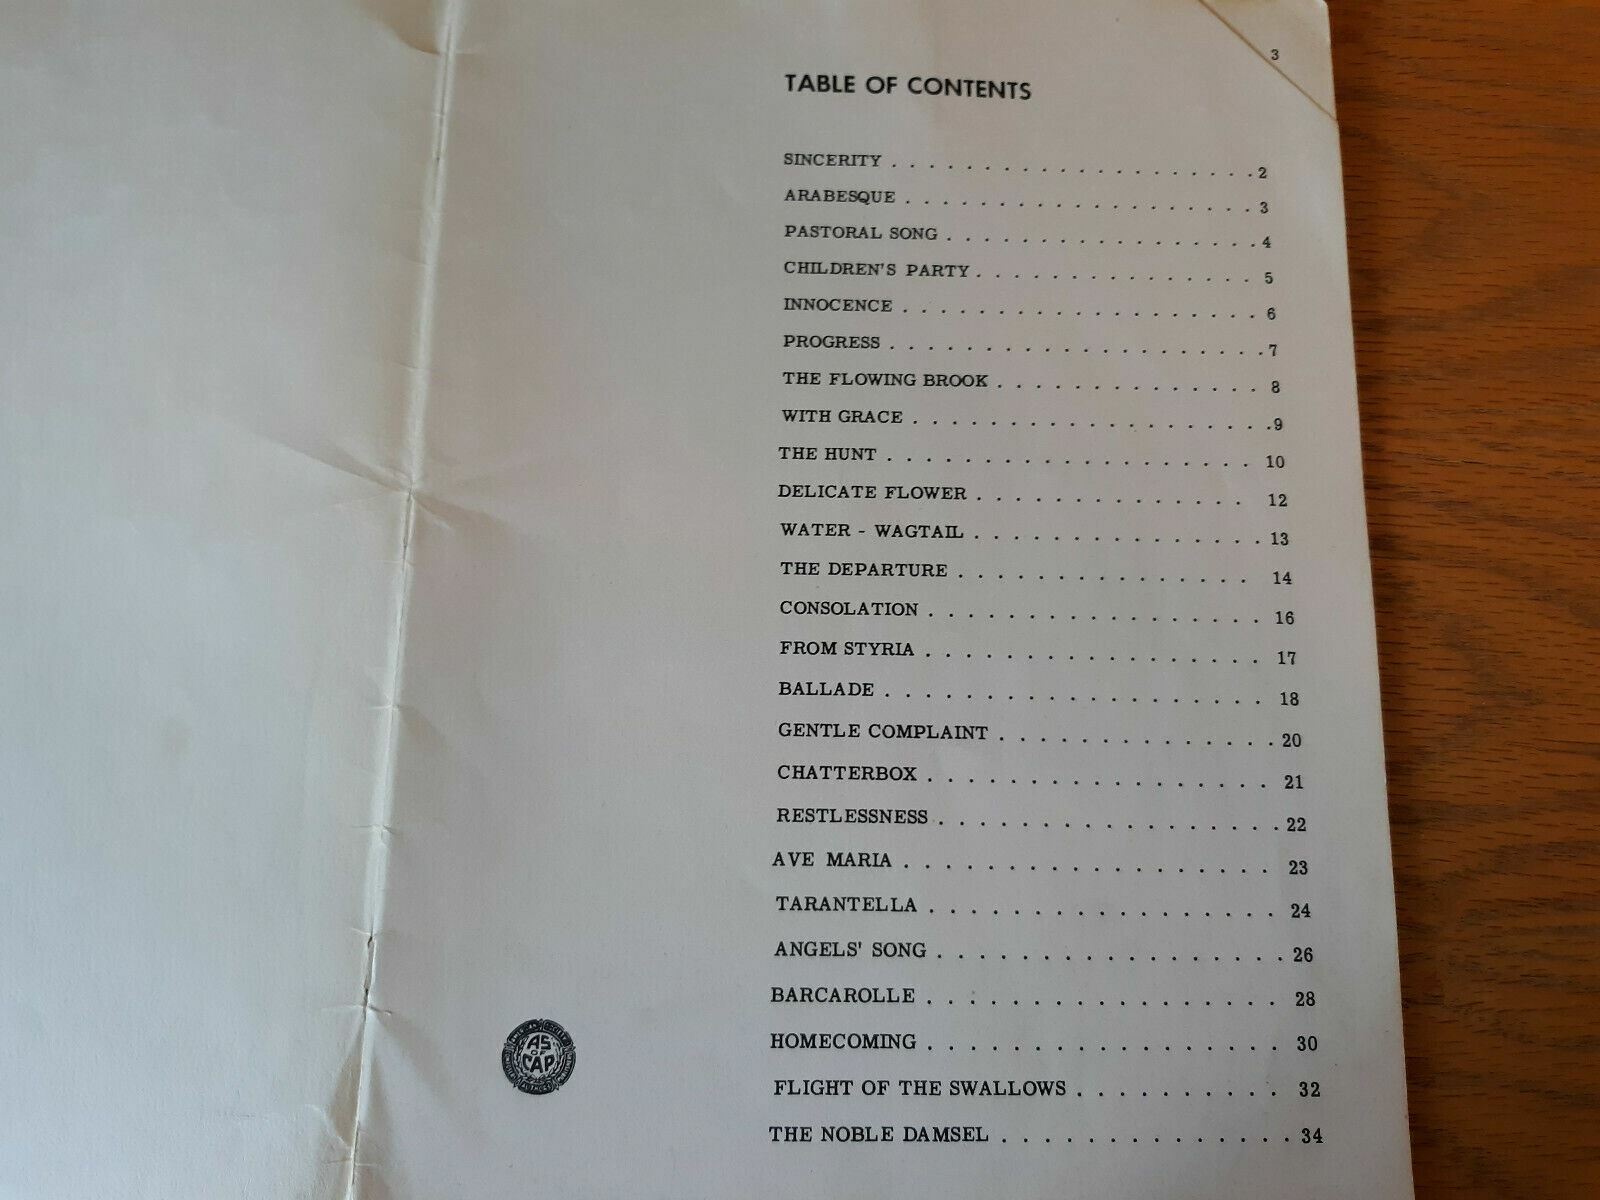 3
TABLE OF CONTENTS
SINCERITY . . . . . . . . . . . . . . . . . . . . 2
ARABESQUE . . . . . . . . . . . . . . . . . . . 3
PASTORAL SONG . . . . . . . . . . . . . . . . . 4
CHILDREN'S PARTY . . . . . . . . . . . . . . . 5
INNOCENCE . . . . . . . . . . . . . . . . . . . 6
PROGRESS . . . . . . . . . . . . . . . . . . . . 7
THE FLOWING BROOK . . . . . . . . . . . . . . 8
WITH GRACE . . . . . . . . . . . . . . . . . . . 9
THE HUNT . . . . . . . . . . . . . . . . . . . . 10
DELICATE FLOWER . . . . . . . . . . . . . . . 12
WATER - WAGTAIL . . . . . . . . . . . . . . . . 13
THE DEPARTURE . . . . . . . . . . . . . . . . 14
CONSOLATION . . . . . . . . . . . . . . . . . . 16
FROM STYRIA . . . . . . . . . . . . . . . . . . 17
BALLADE . . . . . . . . . . . . . . . . . . . . 18
GENTLE COMPLAINT . . . . . . . . . . . . . . 20
CHATTERBOX . . . . . . . . . . . . . . . . . 21
RESTLESSNESS . . . . . . . . . . . . . . . . . 22
AVE MARIA . . . . . . . . . . . . . . . . . . 23
TARANTELLA . . . . . . . . . . . . . . . . . 24
ANGELS' SONG . . . . . . . . . . . . . . . . . 26
BARCAROLLE . . . . . . . . . . . . . . . . . 28
HOMECOMING . . . . . . . . . . . . . . . . . 30
FLIGHT OF THE SWALLOWS . . . . . . . . . . 32
THE NOBLE DAMSEL . . . . . . . . . . . . . . 34
AS
OF
CAP